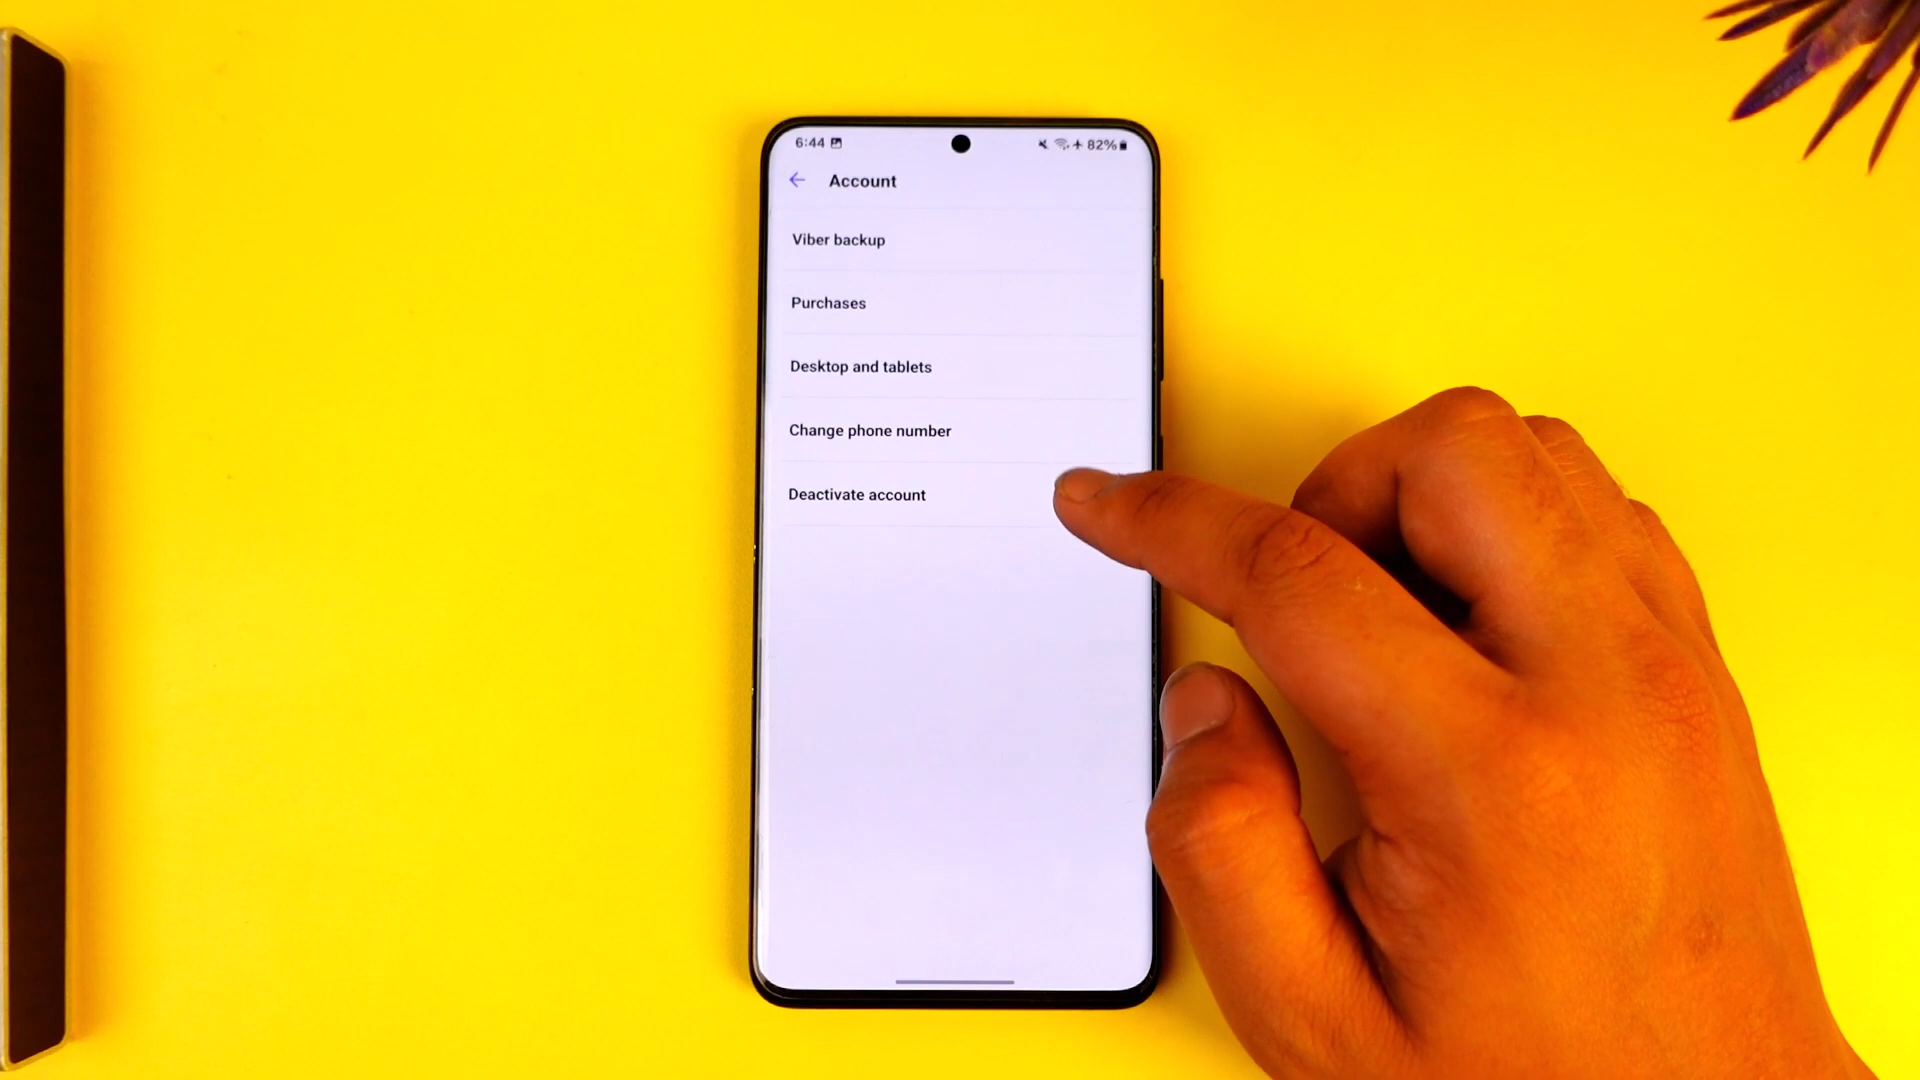 6:44 82%
Account
Viber backup
Purchases
Desktop and tablets
Change phone number
Deactivate account